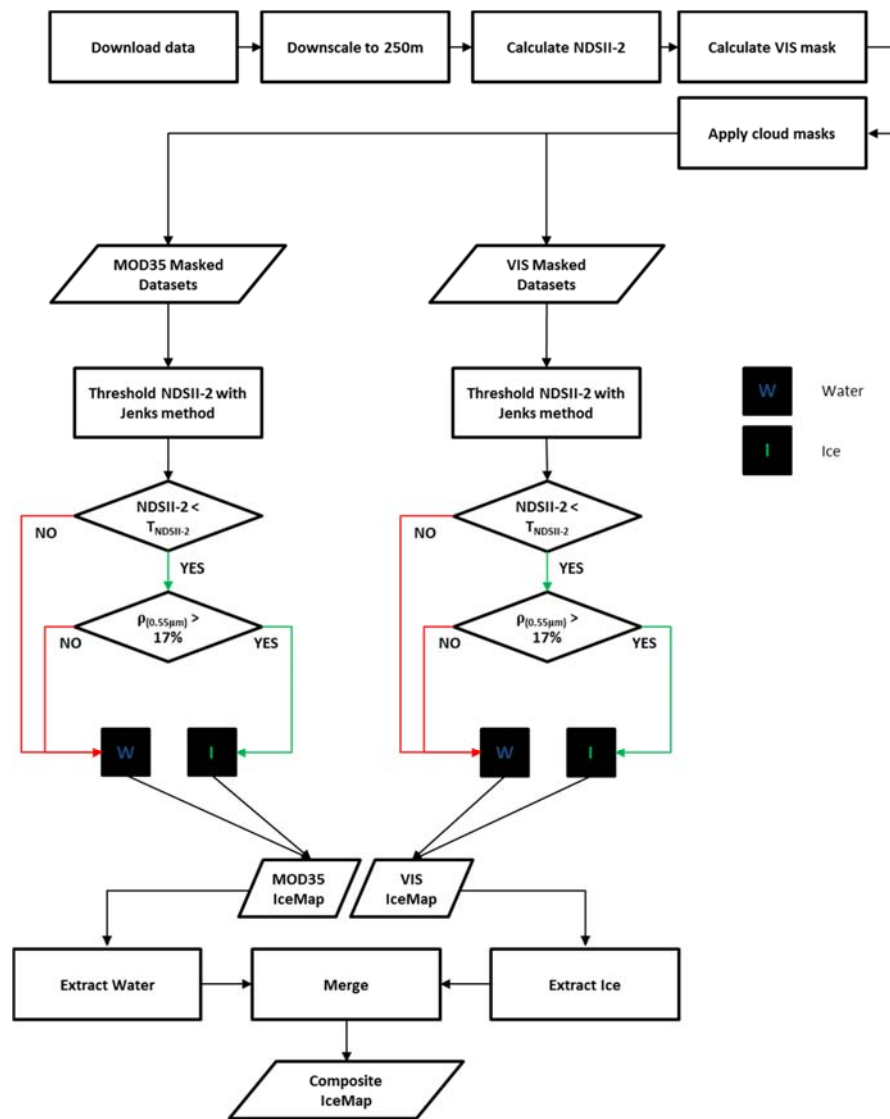 Download data
Downscale to 250m
Calculate NDSII-2
Calculate VIS mask
Apply cloud masks
MOD35 Masked
Datasets
VIS Masked
Datasets
Threshold NDSII-2 with
Jenks method
Threshold NDSII-2 with
Jenks method
W
Water
I
Ice
NDSII-2 <
T_NDSII-2
NO
YES
NDSII-2 <
T_NDSII-2
NO
YES
ρ(0.55μm) >
17%
NO
YES
ρ(0.55μm) >
17%
NO
YES
W
I
W
I
MOD35
IceMap
VIS
IceMap
Extract Water
Merge
Extract Ice
Composite
IceMap